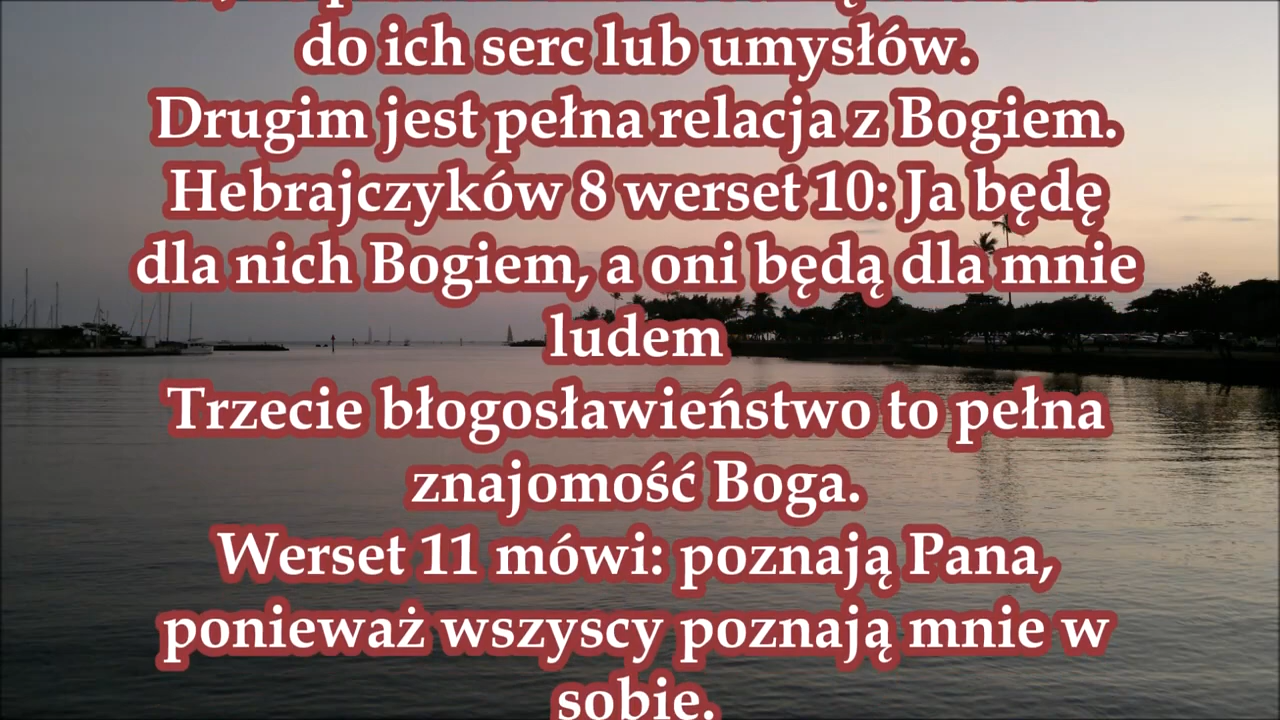 do ich serc lub umysłów.
Drugim jest pełna relacja z Bogiem.
Hebrajczyków 8 werset 10: Ja będę
dla nich Bogiem, a oni będą dla mnie
ludem
Trzecie błogosławieństwo to pełna
znajomość Boga.
Werset 11 mówi: poznają Pana,
ponieważ wszyscy poznają mnie w
sobie.